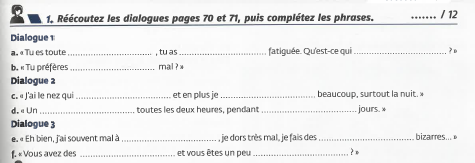 1. Réécoutez les dialogues pages 70 et 71, puis complétez les phrases. ....... / 12
Dialogue 1
a. « Tu es toute .............................. , tu as .............................. fatiguée. Qu'est-ce qui .............................. ? »
b. « Tu préfères .............................. mal ? »
Dialogue 2
c. « J'ai le nez qui .............................. et en plus je .............................. beaucoup, surtout la nuit. »
d. « Un .............................. toutes les deux heures, pendant .............................. jours. »
Dialogue 3
e. « Eh bien, j'ai souvent mal à .............................. , je dors très mal, je fais des .............................. bizarres... »
f. « Vous avez des .............................. et vous êtes un peu .............................. ? »